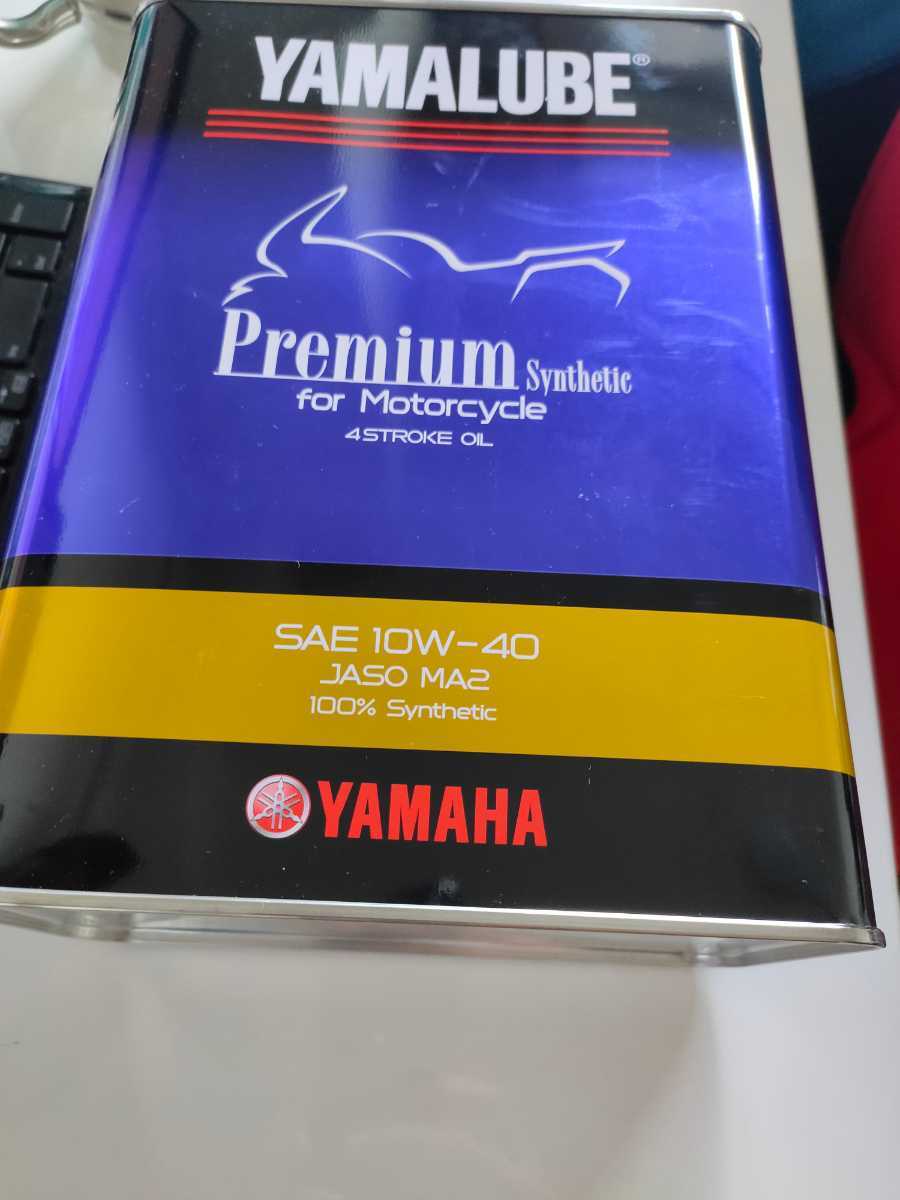 YAMALUBE®
Premium Synthetic
for Motorcycle
4STROKE OIL
SAE 10W-40
JASO MA2
100% Synthetic
YAMAHA